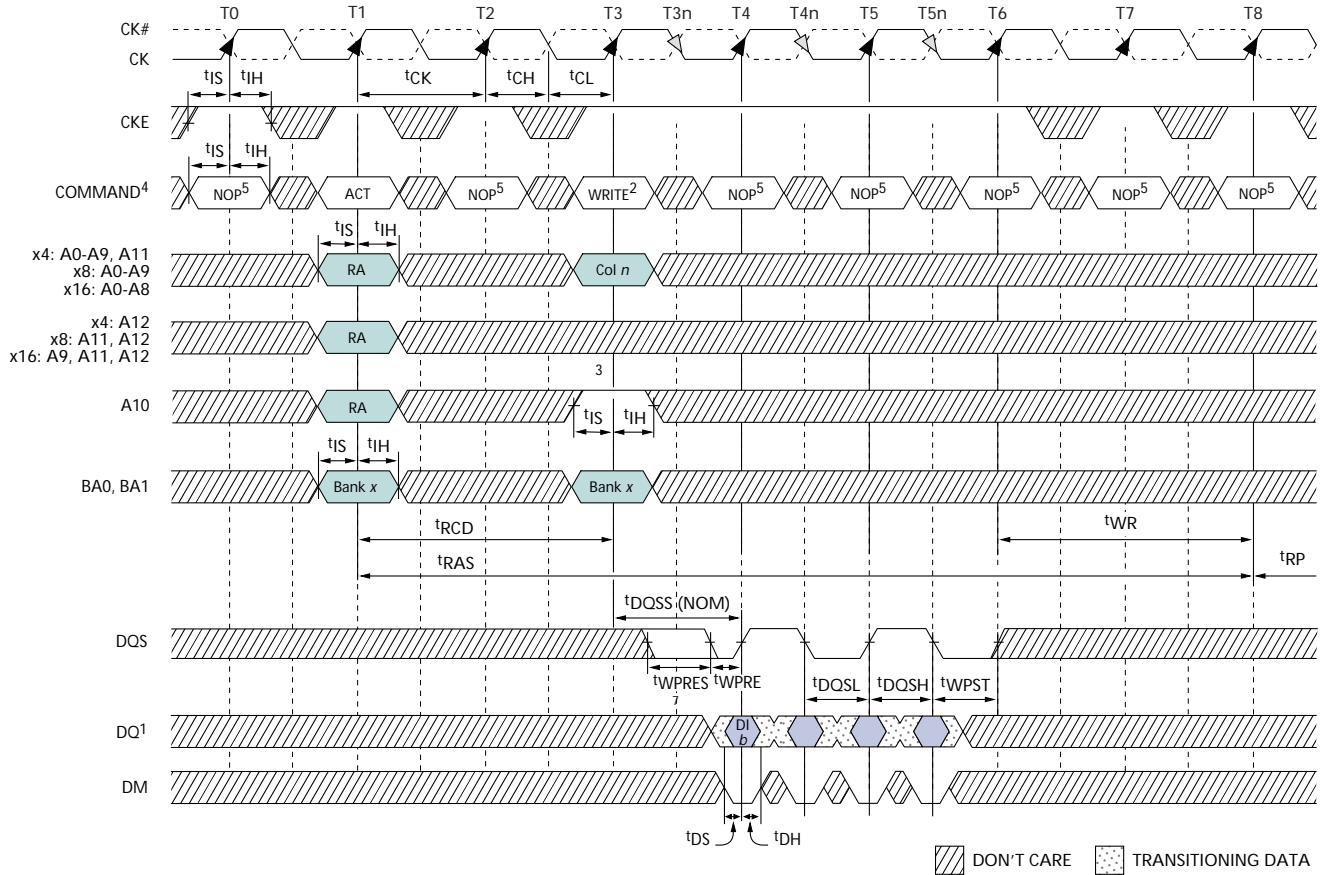 T0 T1 T2 T3 T3n T4 T4n T5 T5n T6 T7 T8
CK#
CK
tIS tIH tCK tCH tCL
CKE
tIS tIH
COMMAND4 NOP5 ACT NOP5 WRITE2 NOP5 NOP5 NOP5 NOP5 NOP5
tIS tIH
x4: A0-A9, A11
x8: A0-A9
x16: A0-A8
RA Col n
x4: A12
x8: A11, A12
x16: A9, A11, A12
RA
3
A10 RA
tIS tIH
tIS tIH
BA0, BA1 Bank x Bank x
tRCD tWR
tRAS tRP
tDQSS (NOM)
DQS
tWPRES tWPRE tDQSL tDQSH tWPST
7
DQ1 DI
b
DM
tDS tDH
DON'T CARE TRANSITIONING DATA